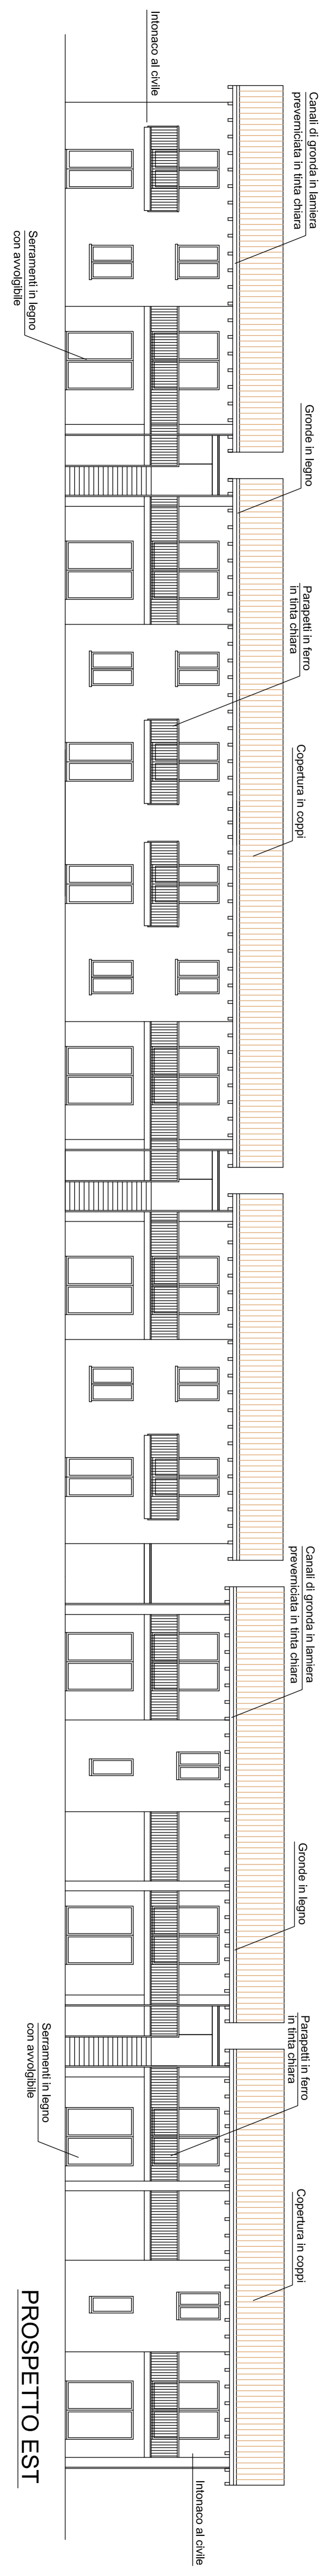 Intonaco al civile
Canali di gronda in lamiera
preverniciata in tinta chiara
Serramenti in legno
con avvolgibile
Gronde in legno
Parapetti in ferro
in tinta chiara
Copertura in coppi
Canali di gronda in lamiera
preverniciata in tinta chiara
Gronde in legno
Parapetti in ferro
in tinta chiara
Serramenti in legno
con avvolgibile
Copertura in coppi
Intonaco al civile
PROSPETTO EST